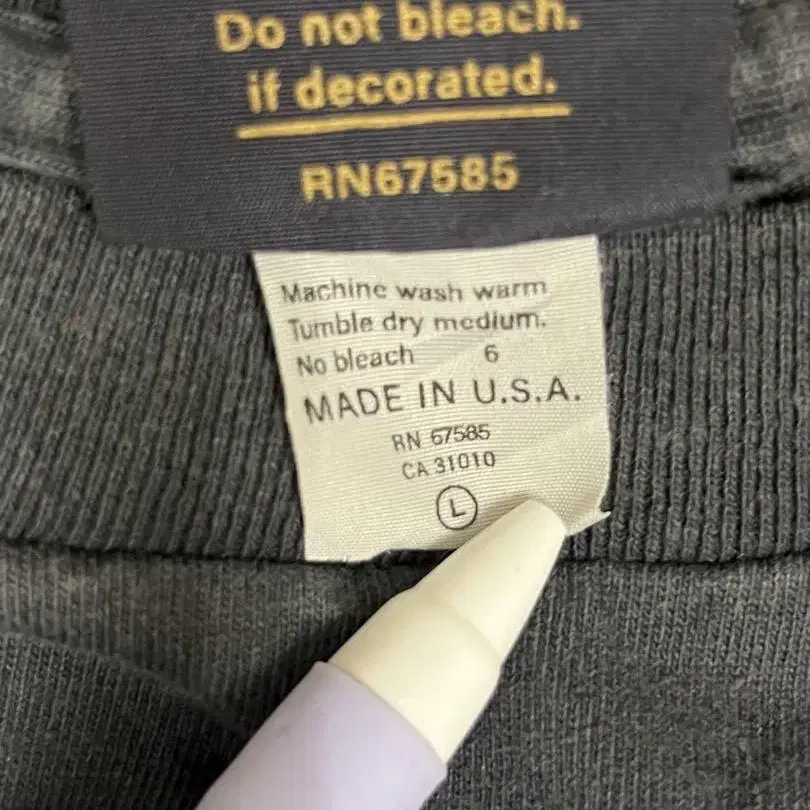 Do not bleach.
if decorated.
RN67585
Machine wash warm
Tumble dry medium.
No bleach 6
MADE IN U.S.A.
RN 67585
CA 31010
L